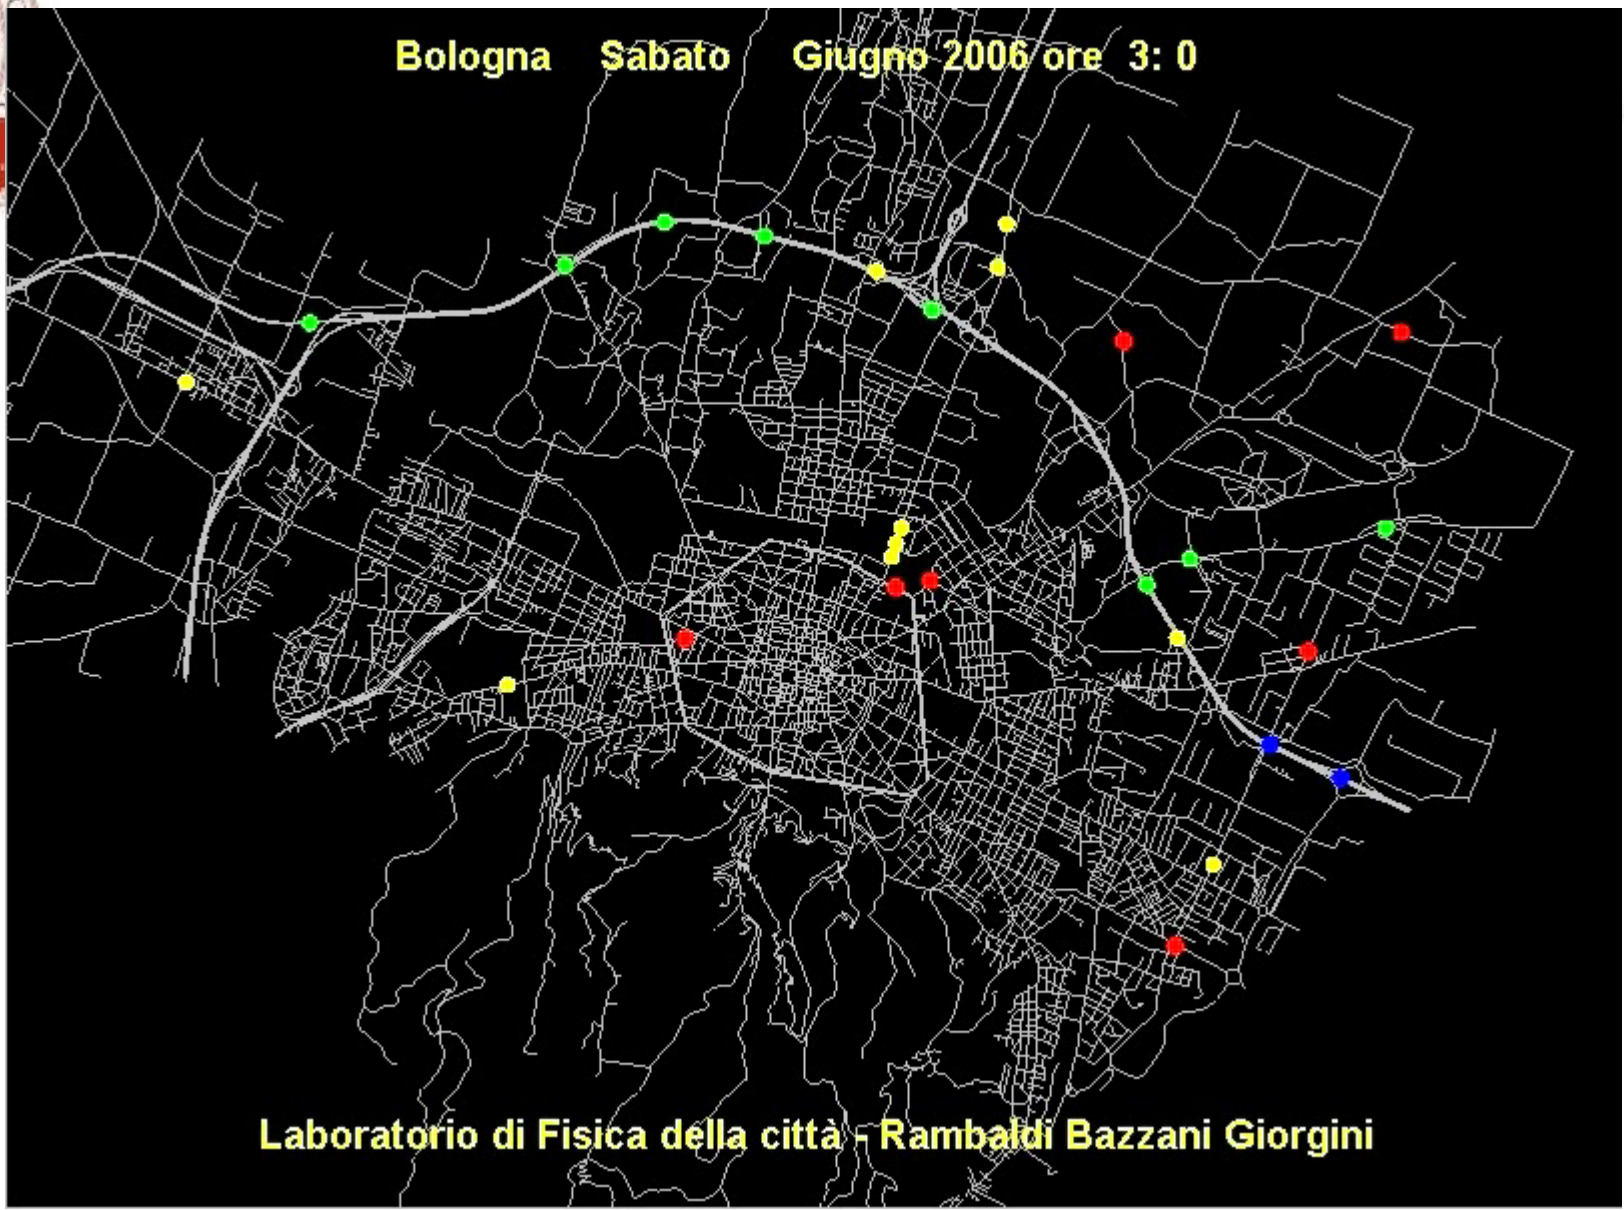 Bologna Sabato Giugno 2006 ore 3: 0
Laboratorio di Fisica della città - Rambaldi Bazzani Giorgini